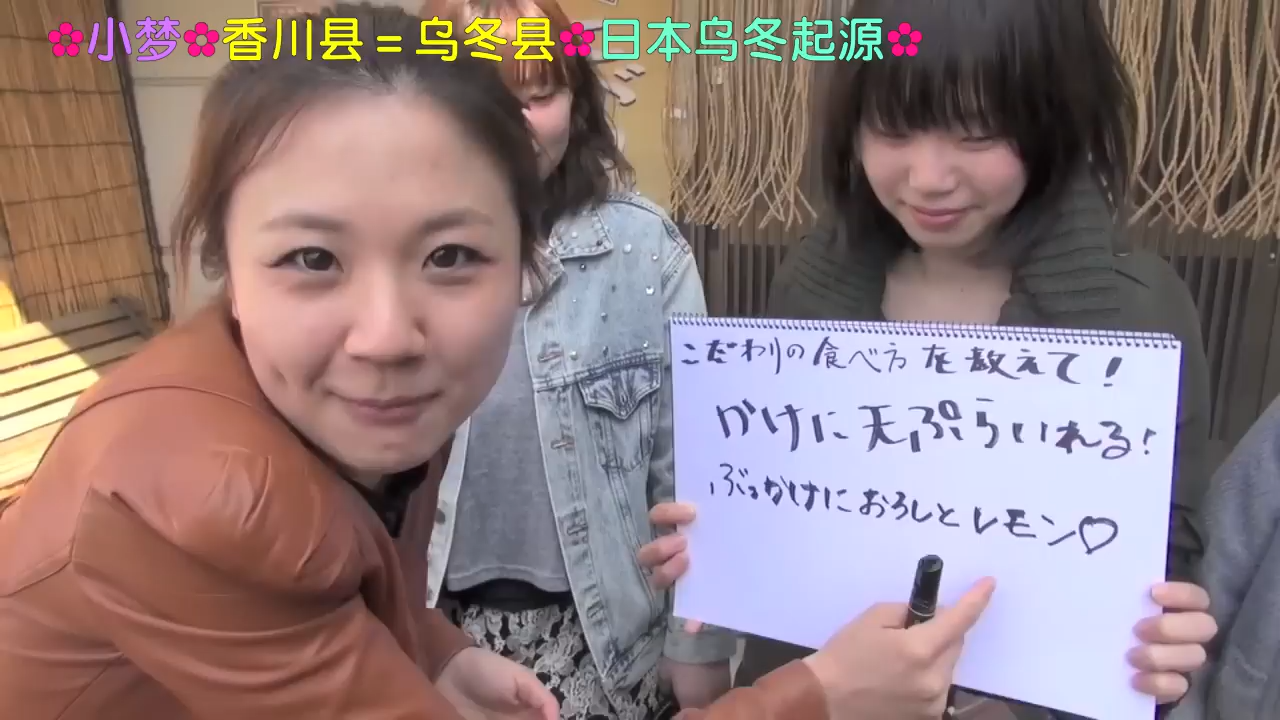 ✿小梦✿香川县=乌冬县✿日本乌冬起源✿
こだわりの食べ方を教えて!
かけに天ぷらいれる!
ぶっかけにおろしとレモン♡